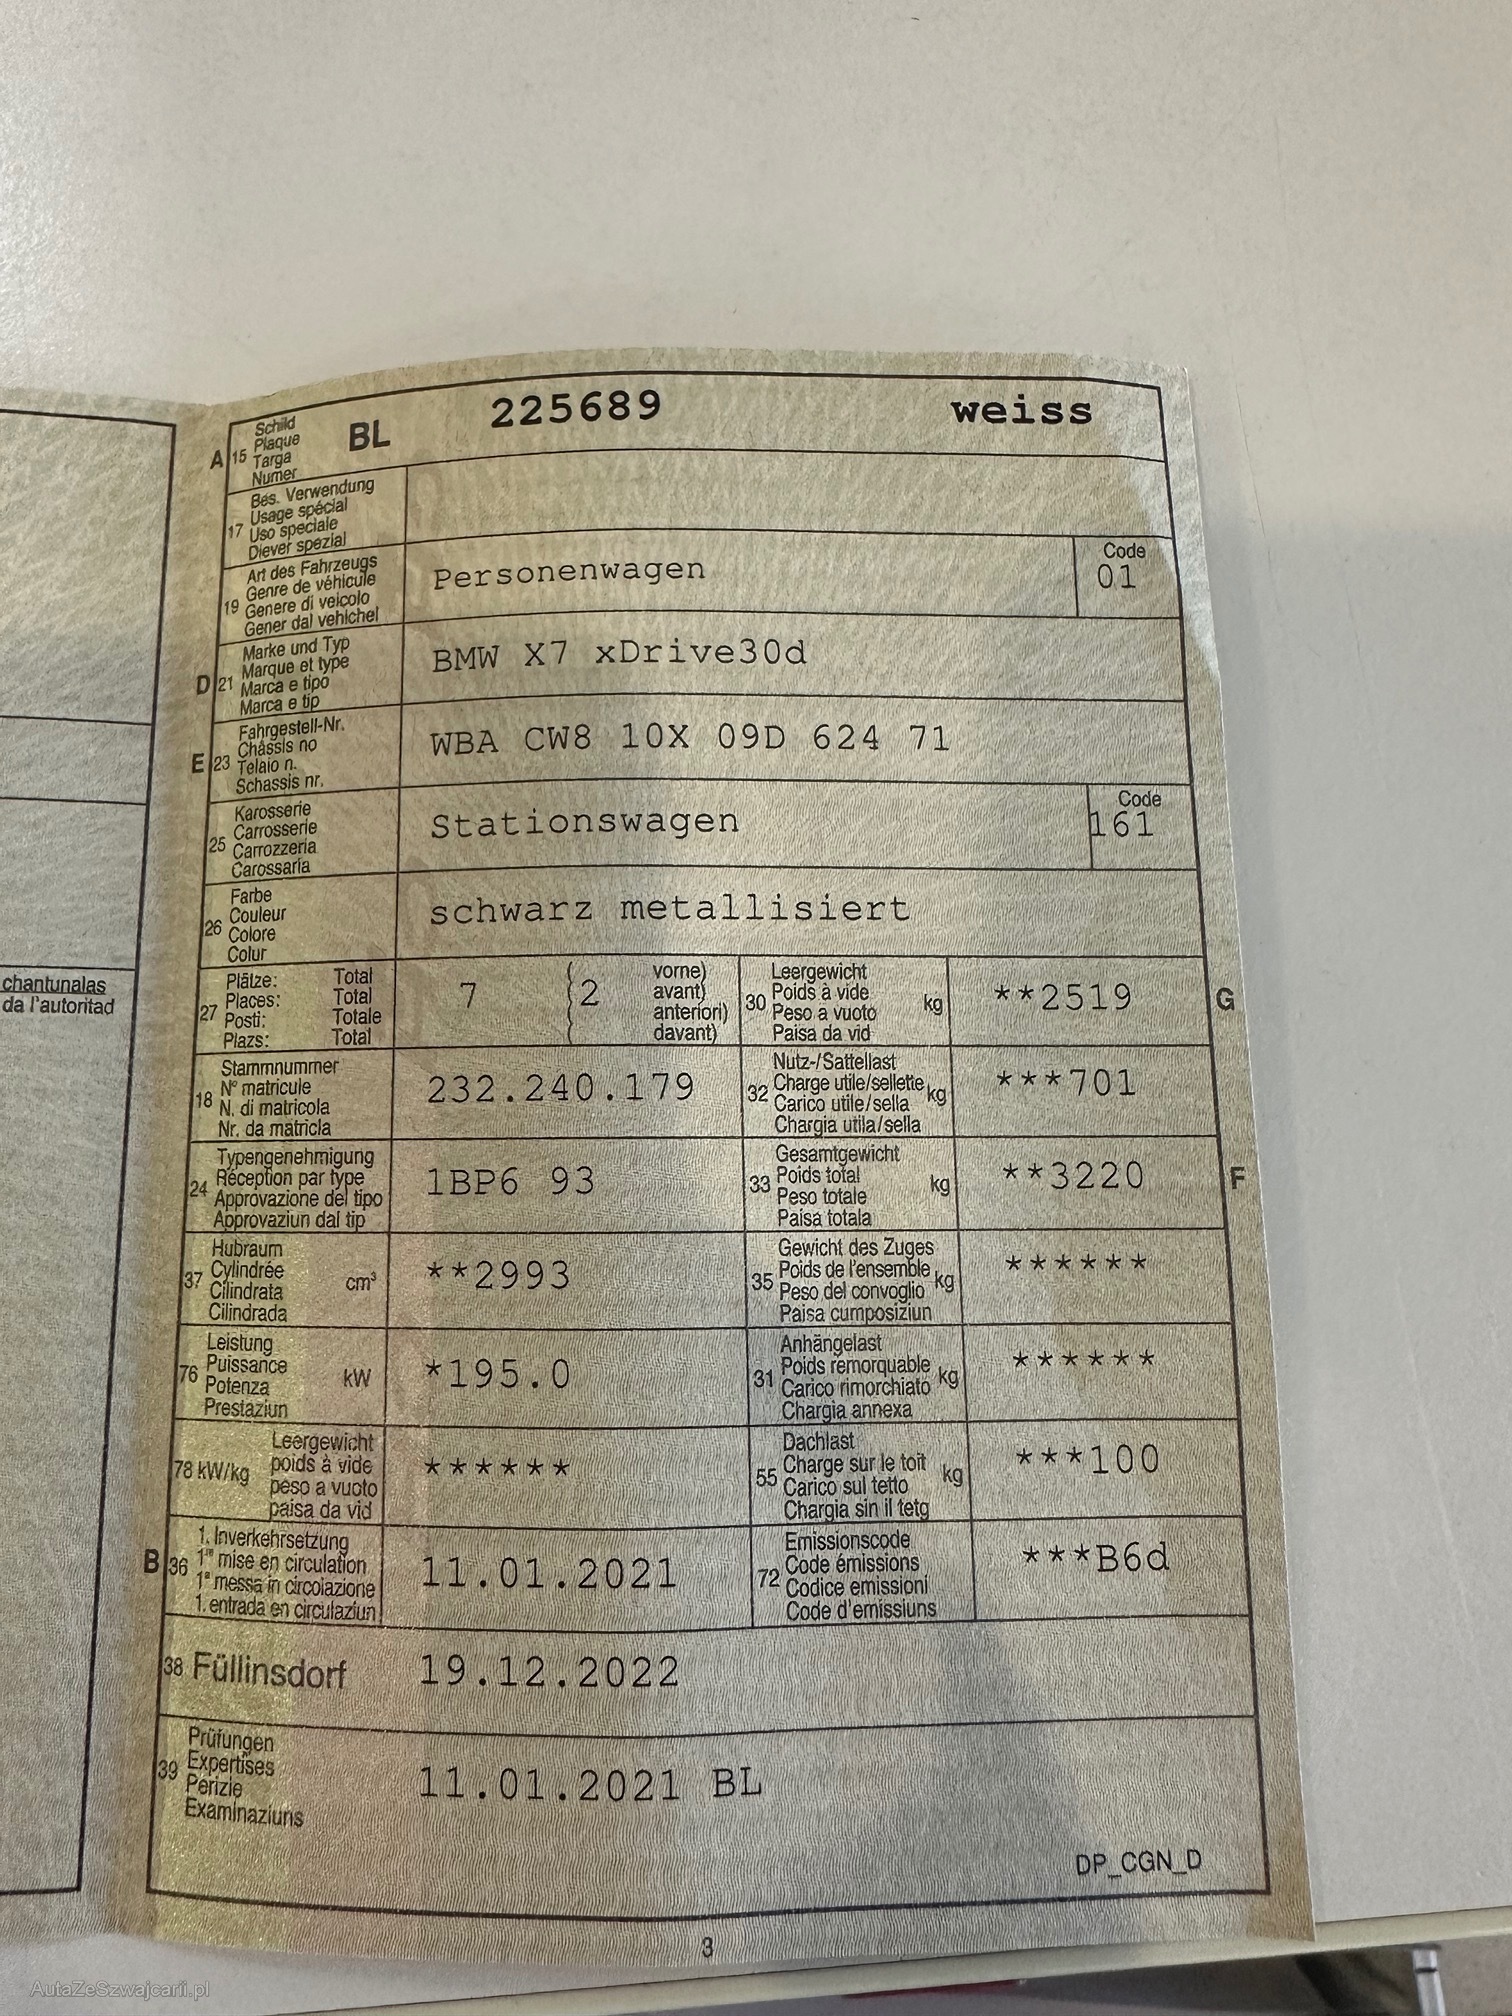 chantunalas
da l'autoritad
A 15 Schild
Plaque
Targa
Numer
BL 225689 weiss
17 Bes. Verwendung
Usage spécial
Uso speciale
Diever spezial
19 Art des Fahrzeugs
Genre de véhicule
Genere di veicolo
Gener dal vehichel
Personenwagen
Code
01
D 21 Marke und Typ
Marque et type
Marca e tipo
Marca e tip
BMW X7 xDrive30d
E 23 Fahrgestell-Nr.
Châssis no
Telaio n.
Schassis nr.
WBA CW8 10X 09D 624 71
25 Karosserie
Carrosserie
Carrozzeria
Carossaria
Stationswagen
Code
161
26 Farbe
Couleur
Colore
Colur
schwarz metallisiert
27 Plätze: Total
Places: Total
Posti: Totale
Plazs: Total
7 ( 2 vorne)
avant)
anteriori)
davant)
30 Leergewicht
Poids à vide
Peso a vuoto
Paisa da vid
kg **2519 G
18 Stammnummer
N° matricule
N. di matricola
Nr. da matricla
232.240.179
32 Nutz-/Sattellast
Charge utile/sellette
Carico utile/sella
Chargia utila/sella
kg ***701
24 Typengenehmigung
Réception par type
Approvazione del tipo
Approvaziun dal tip
1BP6 93
33 Gesamtgewicht
Poids total
Peso totale
Paisa totala
kg **3220 F
37 Hubraum
Cylindrée
Cilindrata
Cilindrada
cm³ **2993
35 Gewicht des Zuges
Poids de l'ensemble
Peso del convoglio
Paisa cumposiziun
kg ******
76 Leistung
Puissance
Potenza
Prestaziun
kW *195.0
31 Anhängelast
Poids remorquable
Carico rimorchiato
Chargia annexa
kg ******
78 kW/kg Leergewicht
poids à vide
peso a vuoto
paisa da vid
******
55 Dachlast
Charge sur le toit
Carico sul tetto
Chargia sin il tetg
kg ***100
B 36 1. Inverkehrsetzung
1re mise en circulation
1a messa in circolazione
1. entrada en circulaziun
11.01.2021
72 Emissionscode
Code émissions
Codice emissioni
Code d'emissiuns
***B6d
38 Füllinsdorf 19.12.2022
39 Prüfungen
Expertises
Perizie
Examinaziuns
11.01.2021 BL
DP_CGN_D
3
AutaZeSzwajcarii.pl